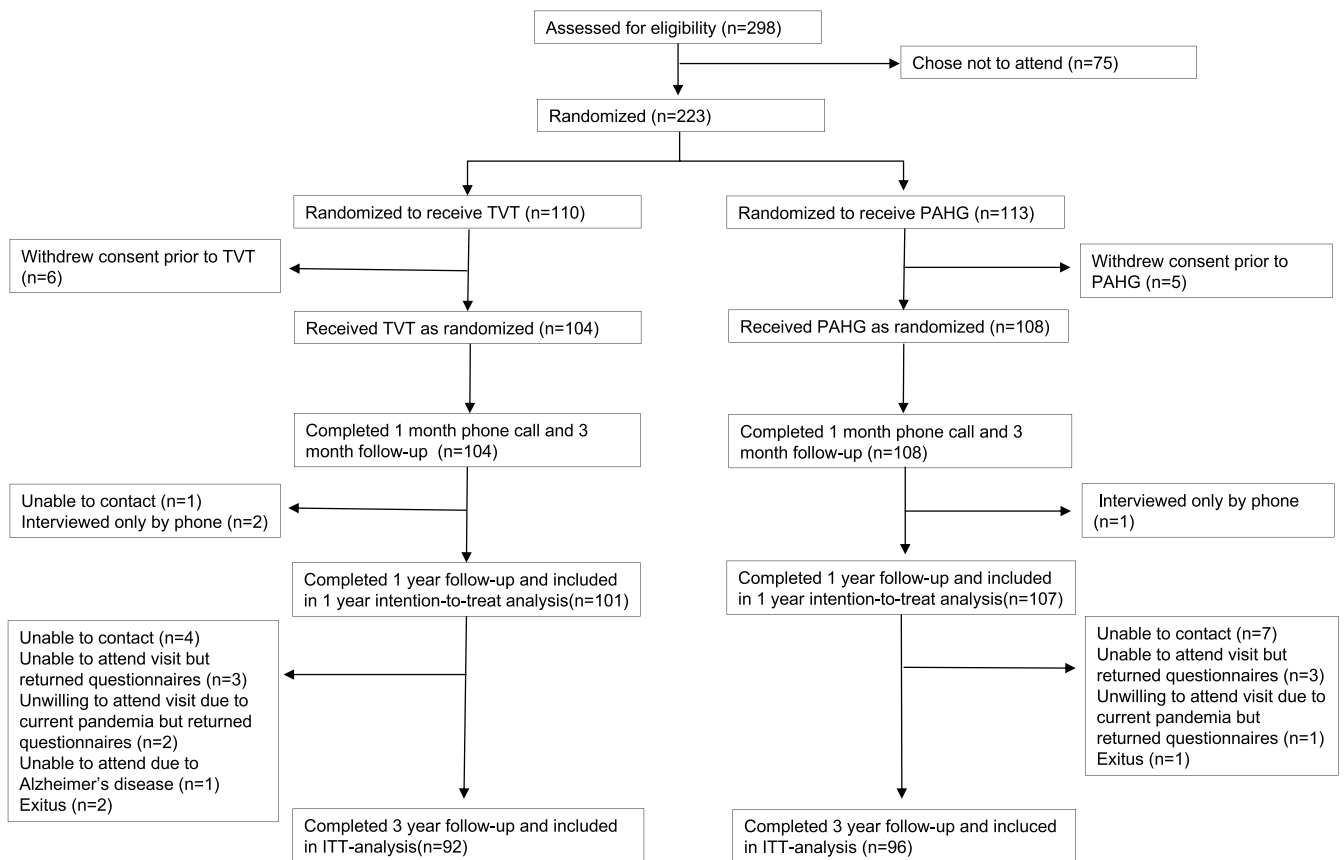 Assessed for eligibility (n=298)
Chose not to attend (n=75)
Randomized (n=223)
Randomized to receive TVT (n=110)
Randomized to receive PAHG (n=113)
Withdrew consent prior to TVT
(n=6)
Withdrew consent prior to
PAHG (n=5)
Received TVT as randomized (n=104)
Received PAHG as randomized (n=108)
Completed 1 month phone call and 3
month follow-up (n=104)
Completed 1 month phone call and 3
month follow-up (n=108)
Unable to contact (n=1)
Interviewed only by phone (n=2)
Interviewed only by phone
(n=1)
Completed 1 year follow-up and included
in 1 year intention-to-treat analysis(n=101)
Completed 1 year follow-up and included
in 1 year intention-to-treat analysis(n=107)
Unable to contact (n=4)
Unable to attend visit but
returned questionnaires (n=3)
Unwilling to attend visit due to
current pandemia but returned
questionnaires (n=2)
Unable to attend due to
Alzheimer's disease (n=1)
Exitus (n=2)
Unable to contact (n=7)
Unable to attend visit but
returned questionnaires (n=3)
Unwilling to attend visit due to
current pandemia but
returned questionnaires (n=1)
Exitus (n=1)
Completed 3 year follow-up and included
in ITT-analysis(n=92)
Completed 3 year follow-up and incluced
in ITT-analysis (n=96)